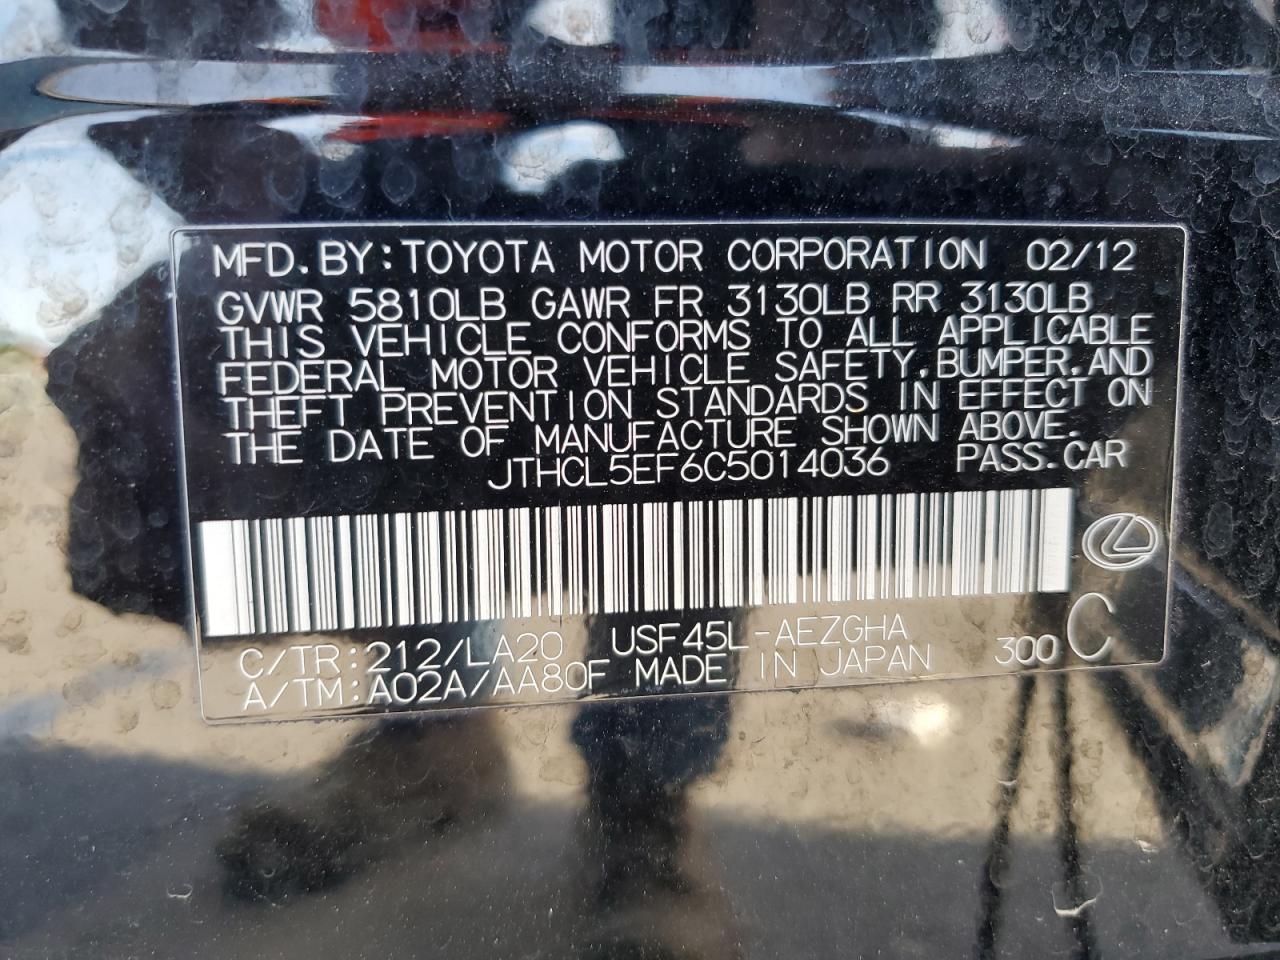 MFD. BY: TOYOTA MOTOR CORPORATION 02/12
GVWR 5810LB GAWR FR 3130LB RR 3130LB
THIS VEHICLE CONFORMS TO ALL APPLICABLE
FEDERAL MOTOR VEHICLE SAFETY, BUMPER, AND
THEFT PREVENTION STANDARDS IN EFFECT ON
THE DATE OF MANUFACTURE SHOWN ABOVE.
JTHCL5EF6C5014036 PASS. CAR
C/TR: 212/LA20 USF45L-AEZGHA
A/TM: A02A/AA80F MADE IN JAPAN 300 C